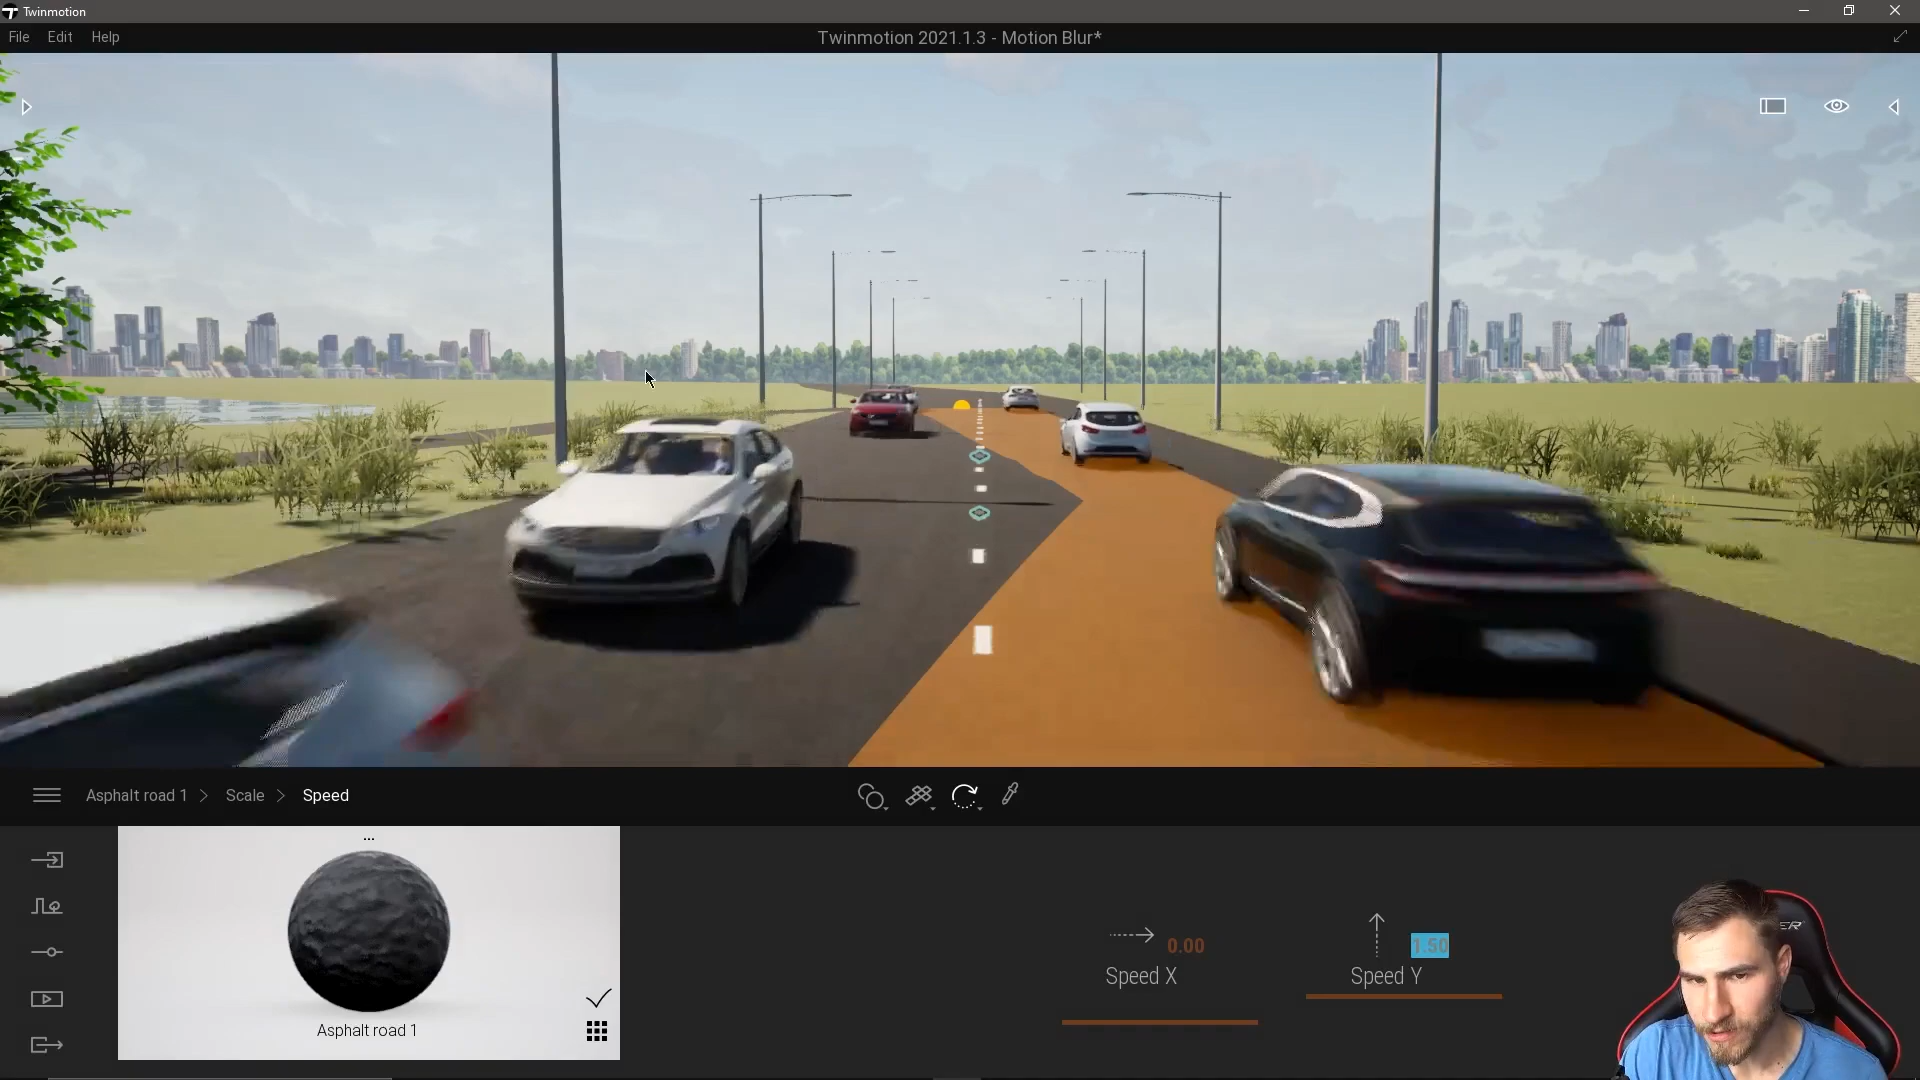 Twinmotion
File Edit Help
Twinmotion 2021.1.3 - Motion Blur*
Asphalt road 1 > Scale > Speed
...
Asphalt road 1
0.00
Speed X
1.50
Speed Y